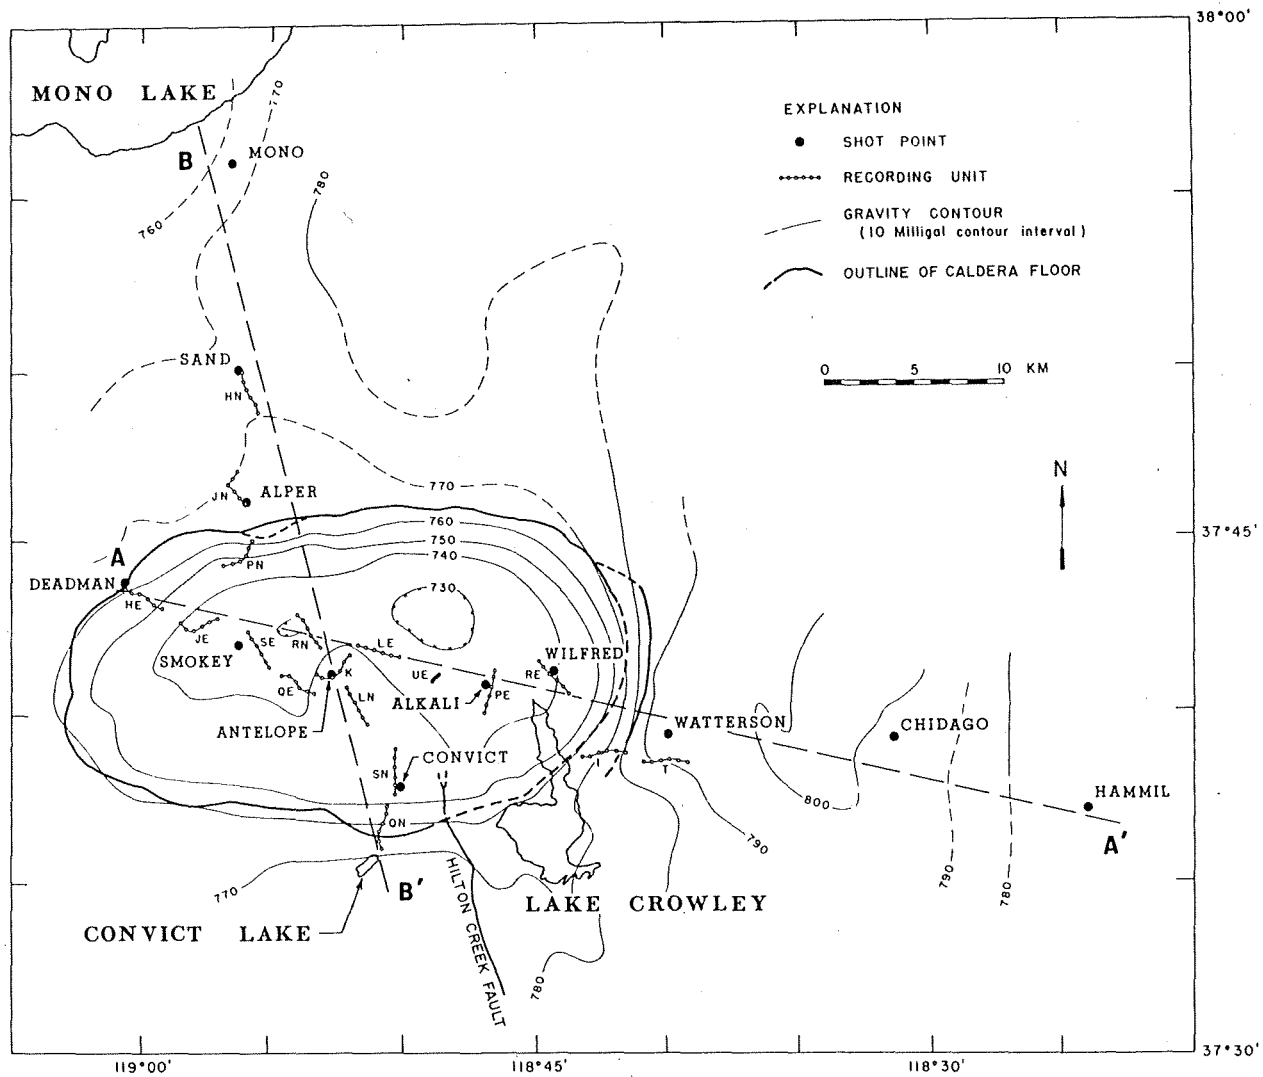 38°00'
MONO LAKE
770
EXPLANATION
SHOT POINT
B
MONO
RECORDING UNIT
780
GRAVITY CONTOUR
(10 Milligal contour interval)
760
OUTLINE OF CALDERA FLOOR
SAND
0 5 10 KM
HN
N
770
JN
ALPER
760
37°45'
750
A
740
PN
DEADMAN
730
HE
JE
SE
RN
LE
WILFRED
SMOKEY
K
UE
RE
QE
LN
ALKALI
PE
ANTELOPE
WATTERSON
CHIDAGO
CONVICT
SN
I
T
HAMMIL
800
QN
790
A'
770
B'
790
780
LAKE CROWLEY
CONVICT LAKE
HILTON CREEK FAULT
780
119°00'
118°45'
118°30'
37°30'